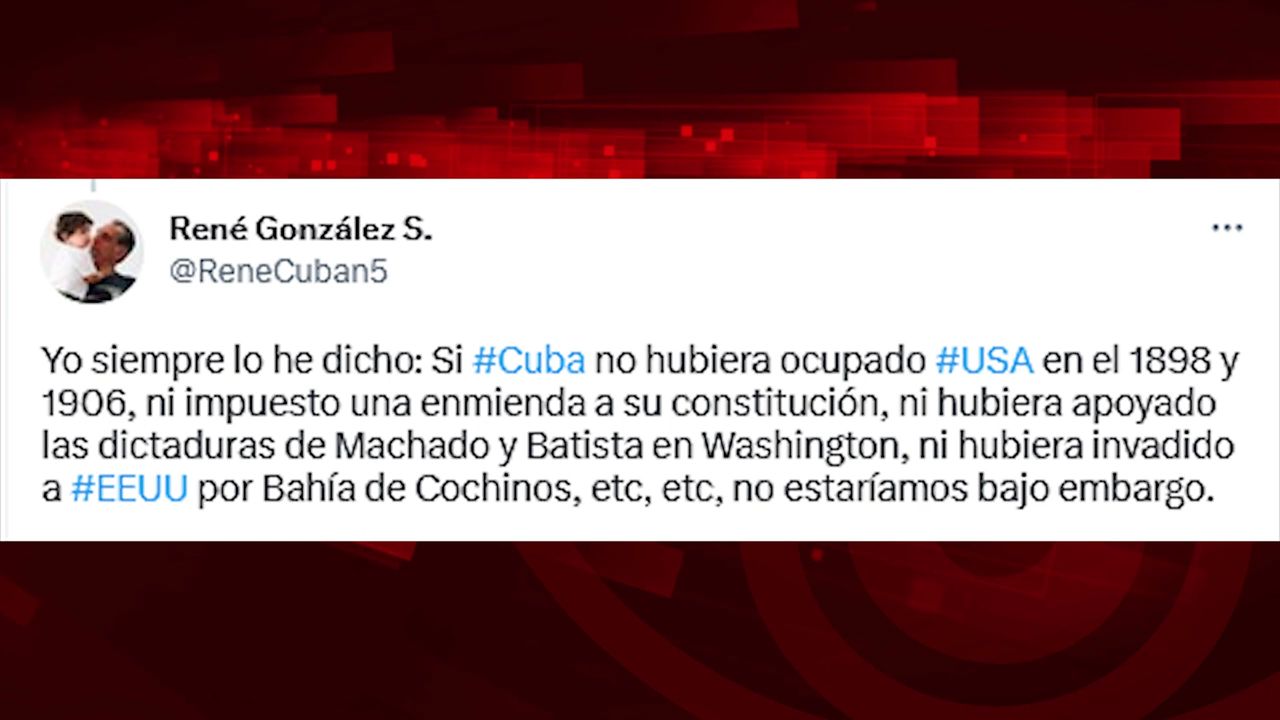 René González S.
@ReneCuban5
Yo siempre lo he dicho: Si #Cuba no hubiera ocupado #USA en el 1898 y
1906, ni impuesto una enmienda a su constitución, ni hubiera apoyado
las dictaduras de Machado y Batista en Washington, ni hubiera invadido
a #EEUU por Bahía de Cochinos, etc, etc, no estaríamos bajo embargo.